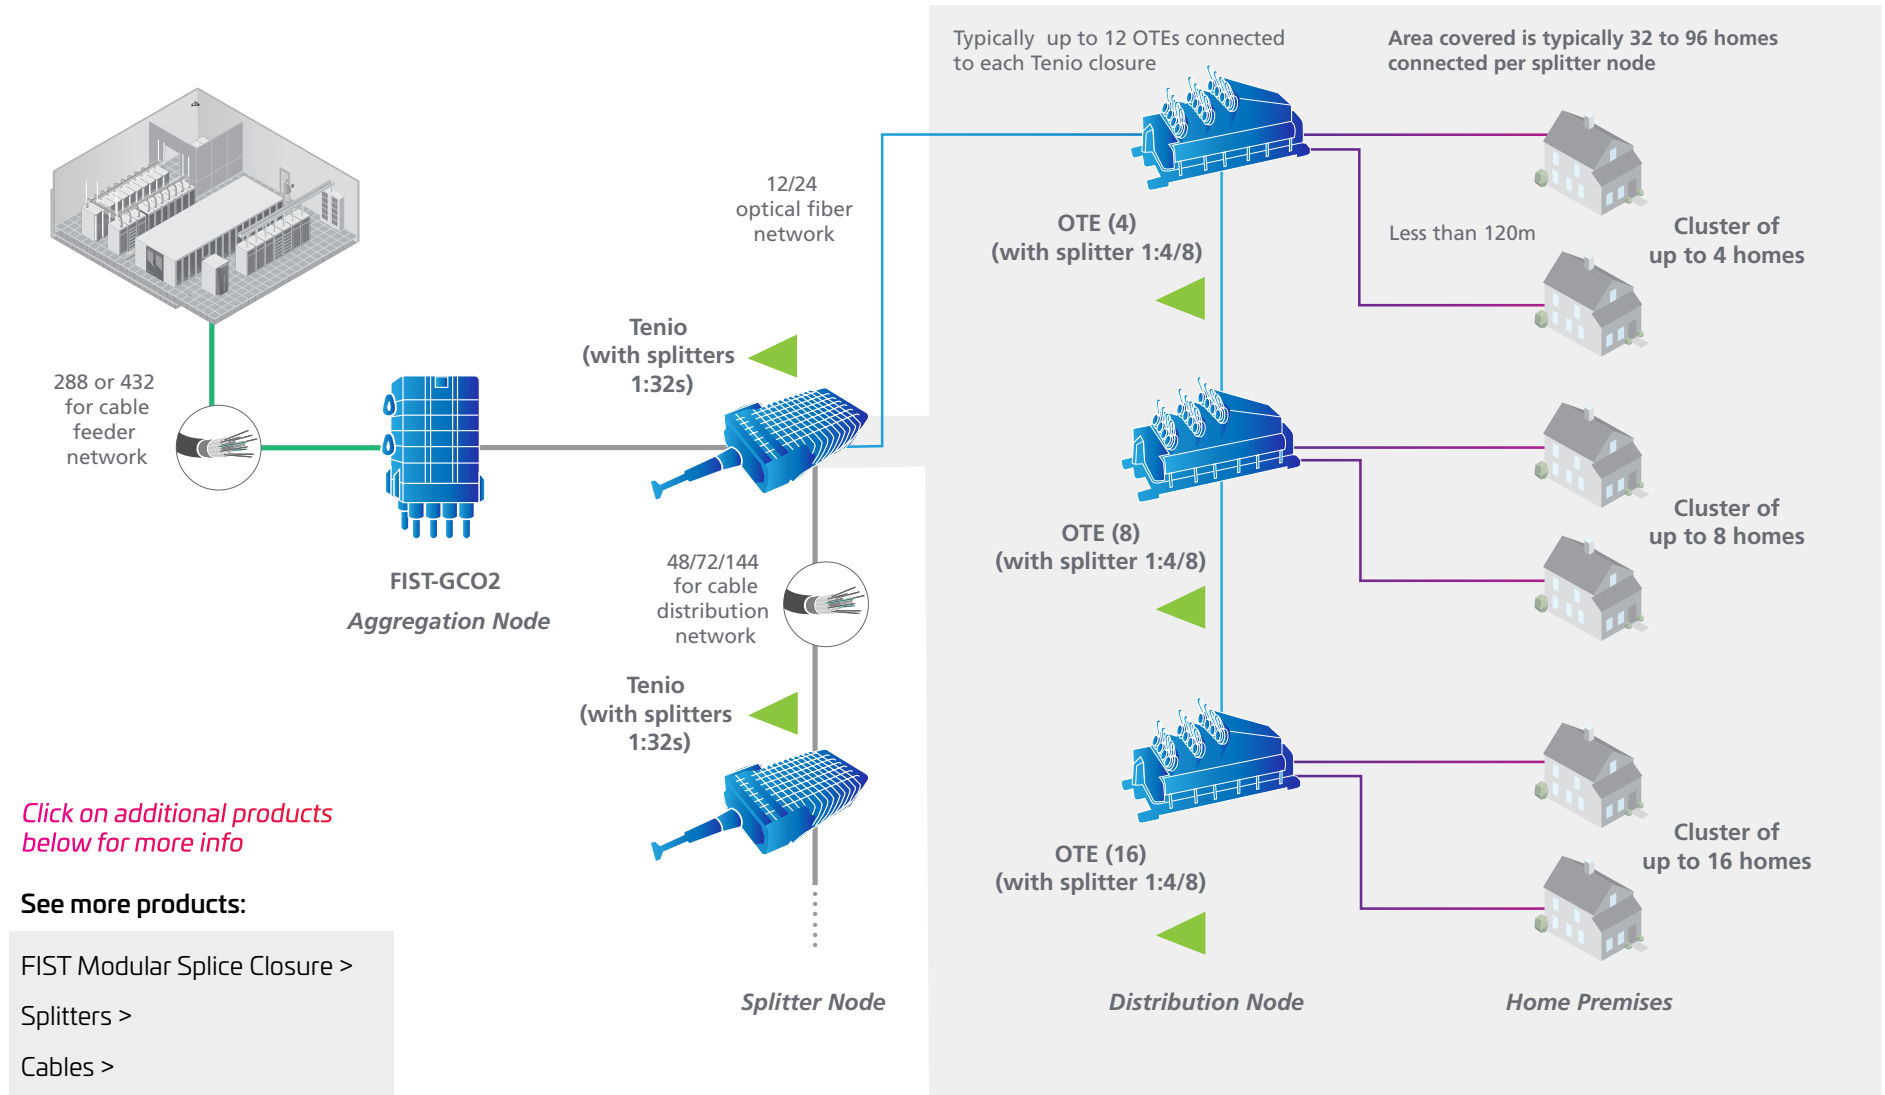 Typically up to 12 OTEs connected
to each Tenio closure
Area covered is typically 32 to 96 homes
connected per splitter node
12/24
optical fiber
network
OTE (4)
(with splitter 1:4/8)
Less than 120m
Cluster of
up to 4 homes
Tenio
(with splitters
1:32s)
288 or 432
for cable
feeder
network
FIST-GCO2
Aggregation Node
48/72/144
for cable
distribution
network
OTE (8)
(with splitter 1:4/8)
Cluster of
up to 8 homes
Tenio
(with splitters
1:32s)
OTE (16)
(with splitter 1:4/8)
Cluster of
up to 16 homes
Splitter Node
Distribution Node
Home Premises
Click on additional products
below for more info
See more products:
FIST Modular Splice Closure >
Splitters >
Cables >